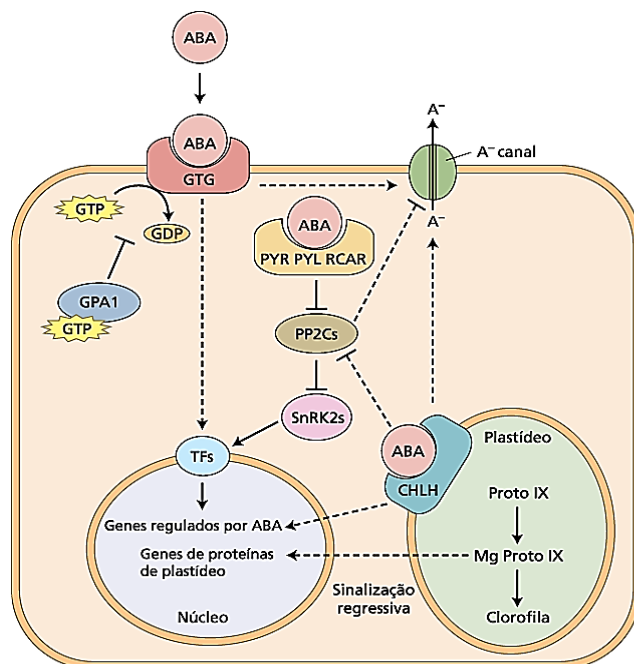 ABA
A⁻
ABA
A⁻ canal
GTG
A⁻
GTP
GDP
ABA
PYR PYL RCAR
GPA1
GTP
PP2Cs
SnRK2s
ABA
Plastídeo
TFs
CHLH
Proto IX
Genes regulados por ABA
Genes de proteínas
de plastídeo
Mg Proto IX
Sinalização
regressiva
Núcleo
Clorofila